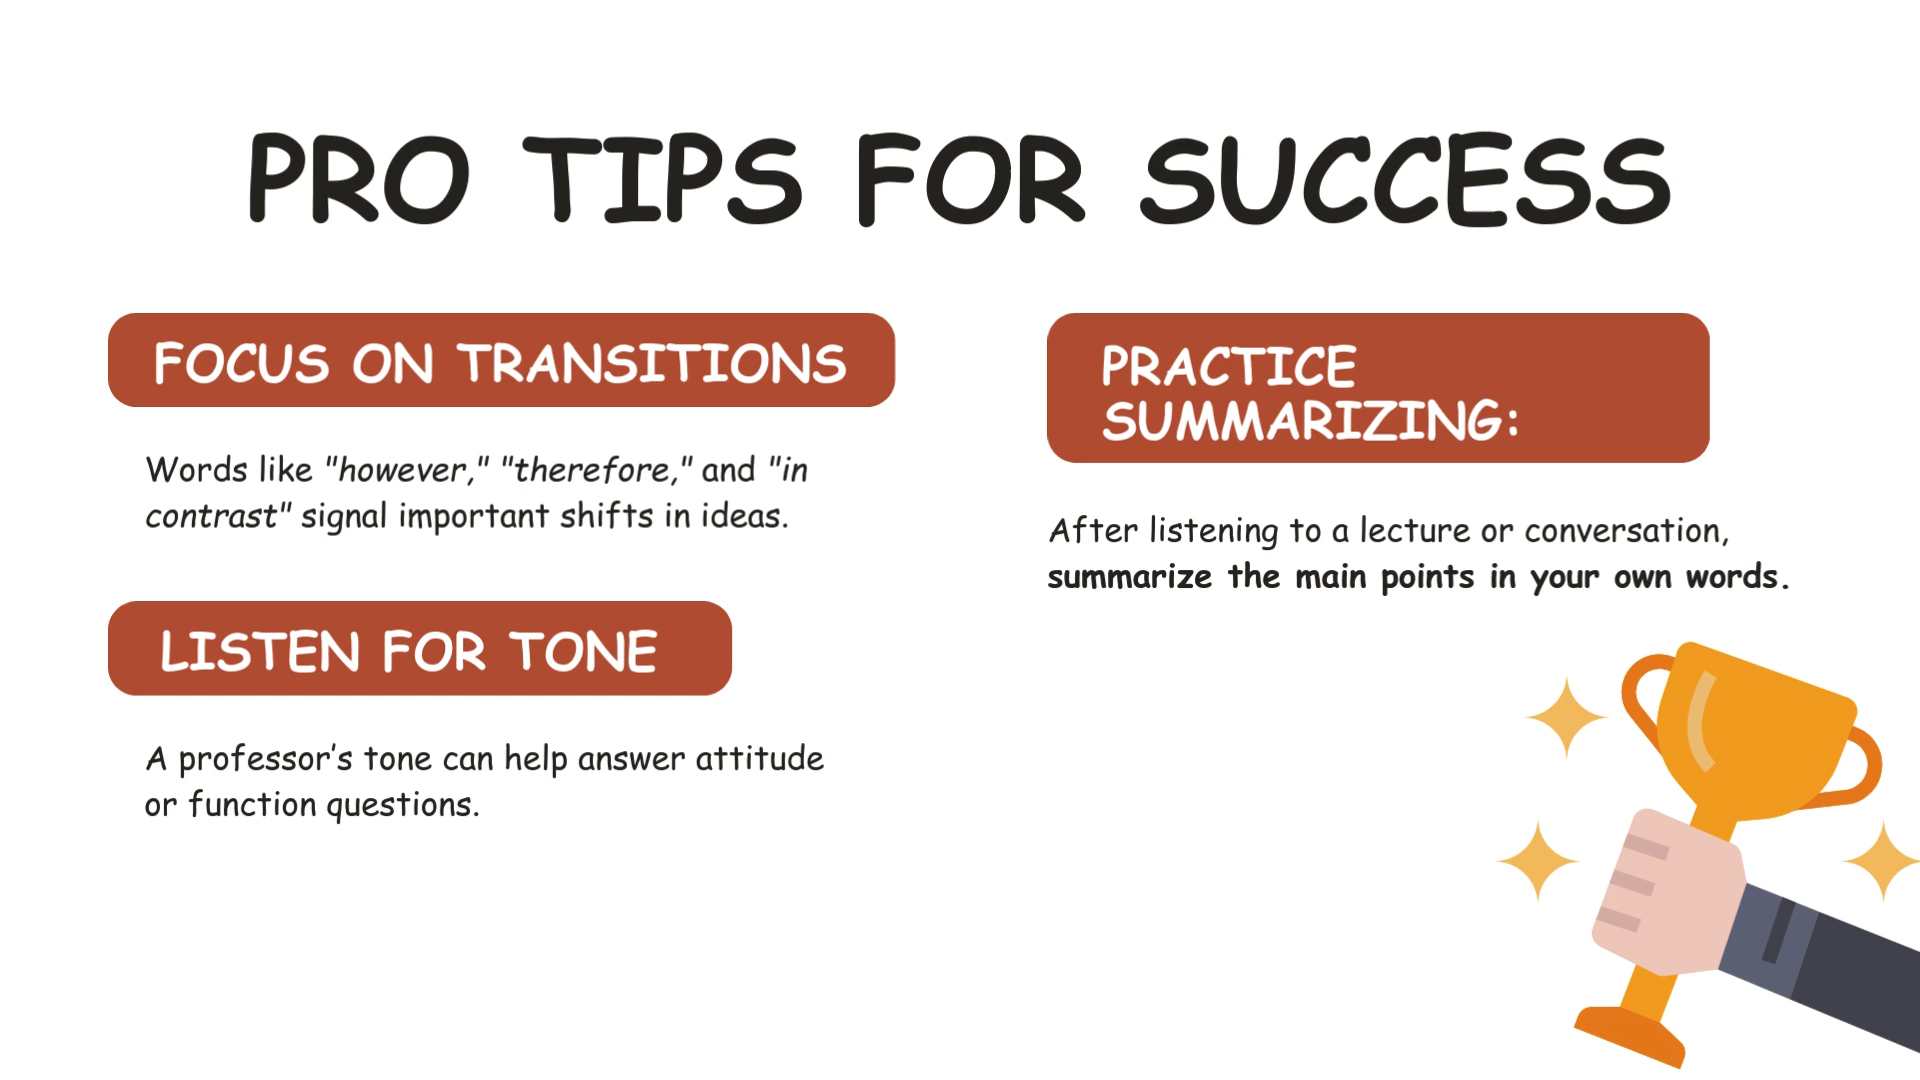 PRO TIPS FOR SUCCESS
FOCUS ON TRANSITIONS
Words like "however," "therefore," and "in
contrast" signal important shifts in ideas.
LISTEN FOR TONE
A professor’s tone can help answer attitude
or function questions.
PRACTICE
SUMMARIZING:
After listening to a lecture or conversation,
summarize the main points in your own words.